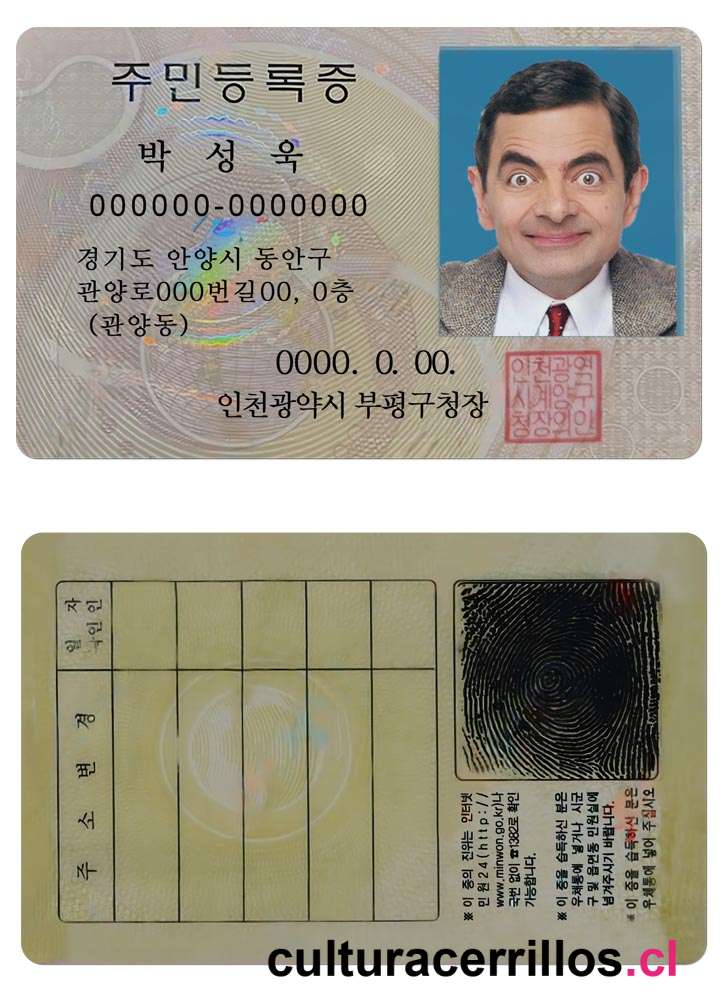 주민등록증
박 성 욱
000000-0000000
경기도 안양시 동안구
관양로000번길00, 0층
(관양동)
0000. 0. 00.
인천광약시 부평구청장
인천광역
시계양구
청장의인
일 자
주 소 변 경
※ 이 증의 진위는 인터넷
민원24(http://
www.minwon.go.kr)나
국번 없이 ☎1382로 확인
가능합니다.
※ 이 증을 습득하신 분은
우체통에 넣거나 시군
구 및 읍면동 민원실에
넘겨주시기 바랍니다.
※ 이 증을 습득하신 분은
우체통에 넣어 주십시오
culturacerrillos.cl